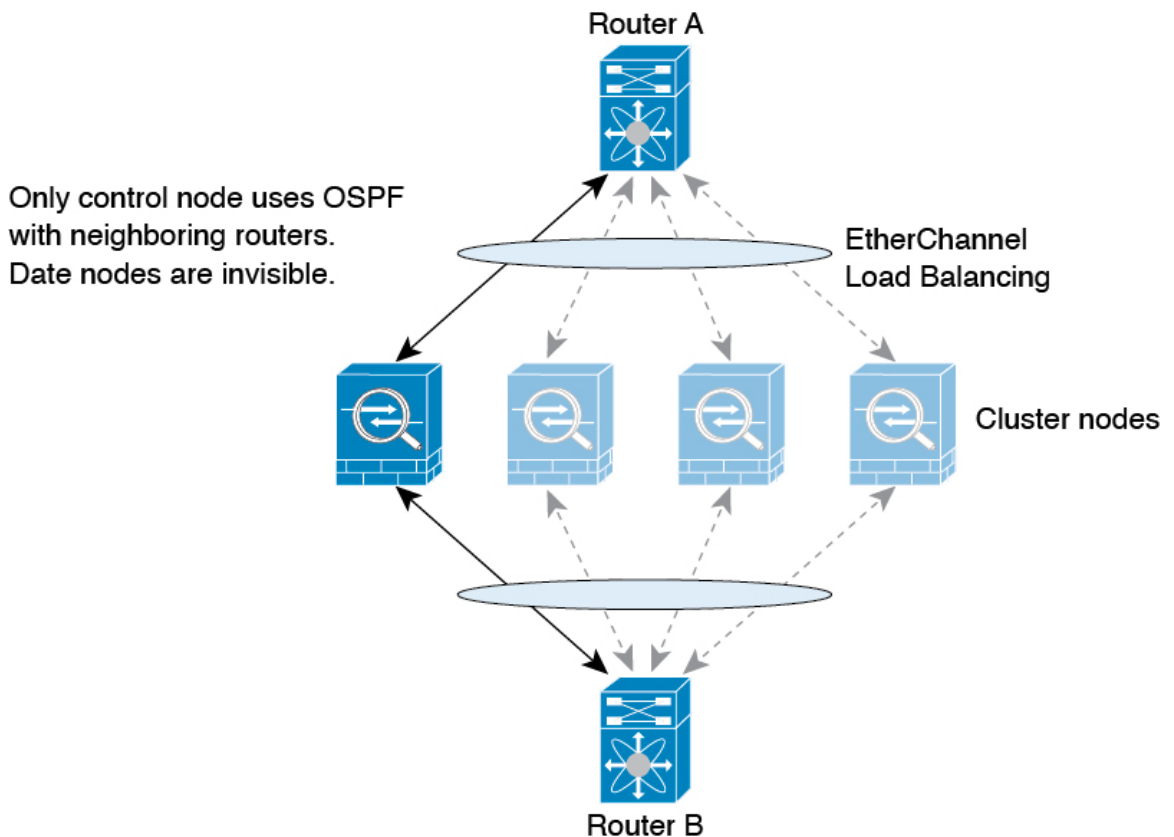 Router A
Only control node uses OSPF
with neighboring routers.
Date nodes are invisible.
EtherChannel
Load Balancing
Cluster nodes
Router B